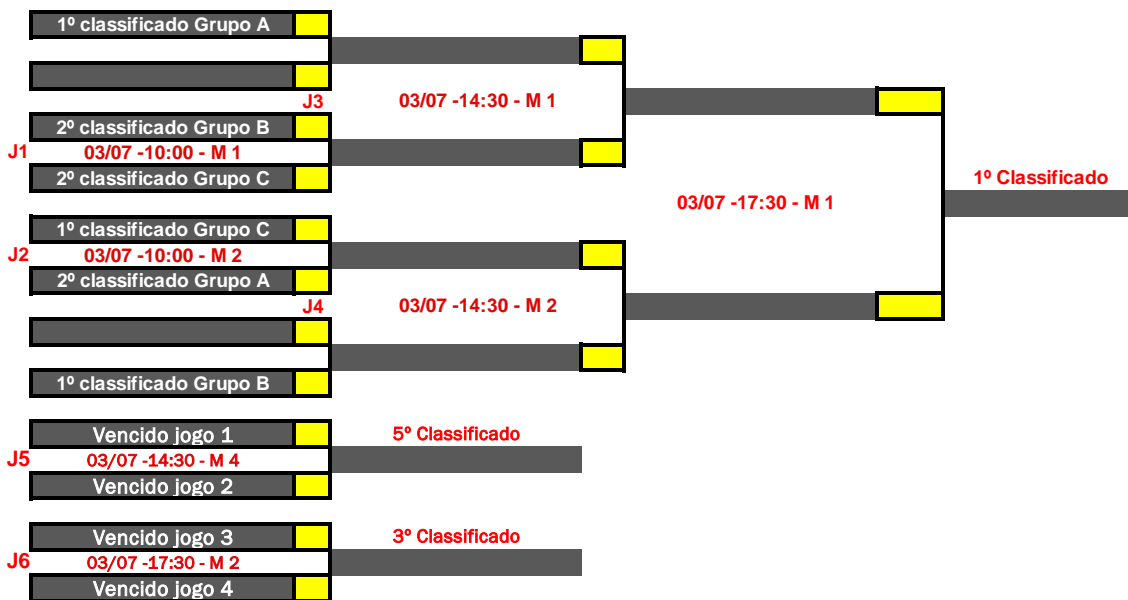 1º classificado Grupo A
J3
03/07 -14:30 - M 1
2º classificado Grupo B
J1
03/07 -10:00 - M 1
2º classificado Grupo C
1º Classificado
03/07 -17:30 - M 1
1º classificado Grupo C
J2
03/07 -10:00 - M 2
2º classificado Grupo A
J4
03/07 -14:30 - M 2
1º classificado Grupo B
Vencido jogo 1
5º Classificado
J5
03/07 -14:30 - M 4
Vencido jogo 2
Vencido jogo 3
3º Classificado
J6
03/07 -17:30 - M 2
Vencido jogo 4